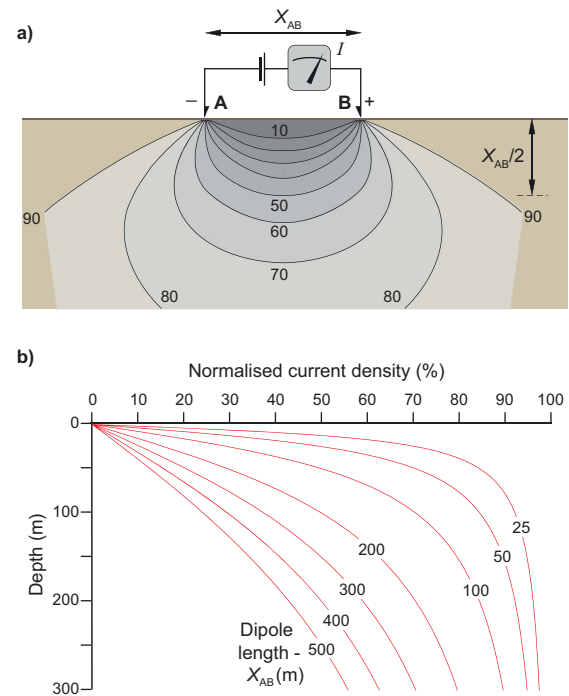 a)
X_AB
I
− A B +
10
X_AB/2
50
90 90
60
70
80 80
b)
Normalised current density (%)
0 10 20 30 40 50 60 70 80 90 100
0
Depth (m)
100
200
300
25
50
100
200
300
400
500
Dipole
length -
X_AB (m)